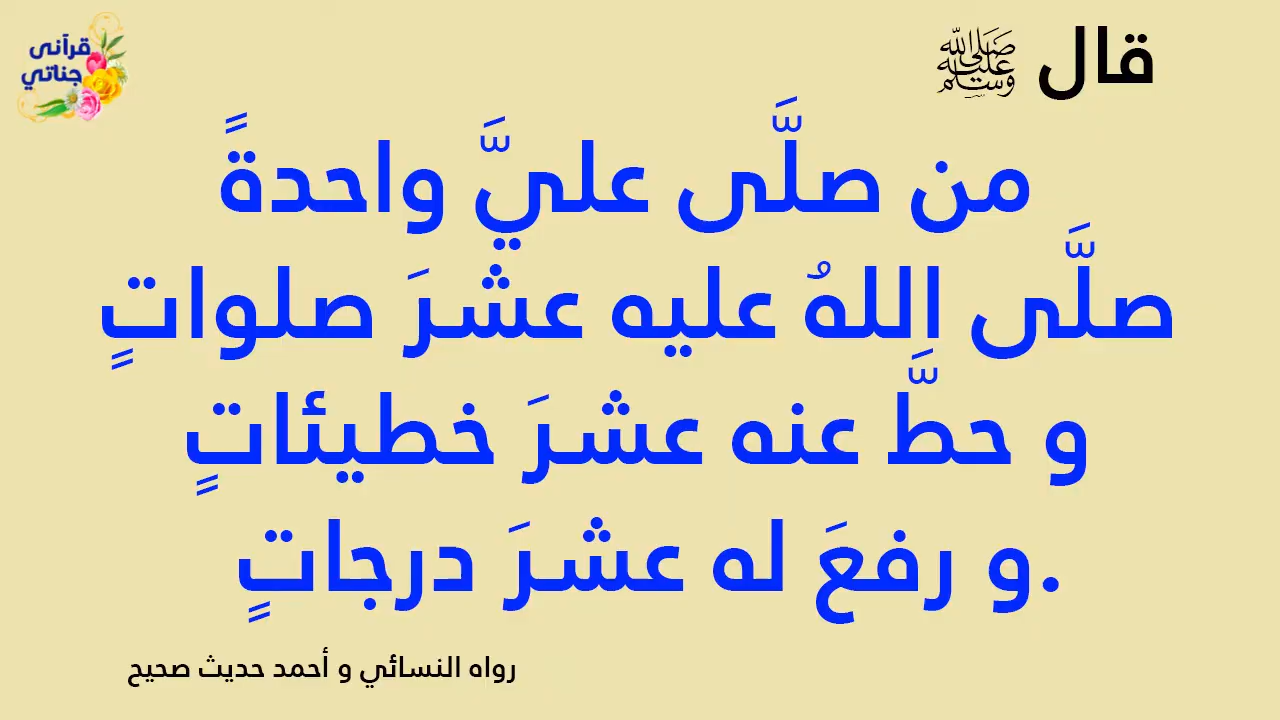 قرآنى
جناتي
قال ﷺ
من صلَّى عليَّ واحدةً
صلَّى اللهُ عليه عشرَ صلواتٍ
و حطَّ عنه عشرَ خطيئاتٍ
و رفعَ له عشرَ درجاتٍ.
رواه النسائي و أحمد حديث صحيح